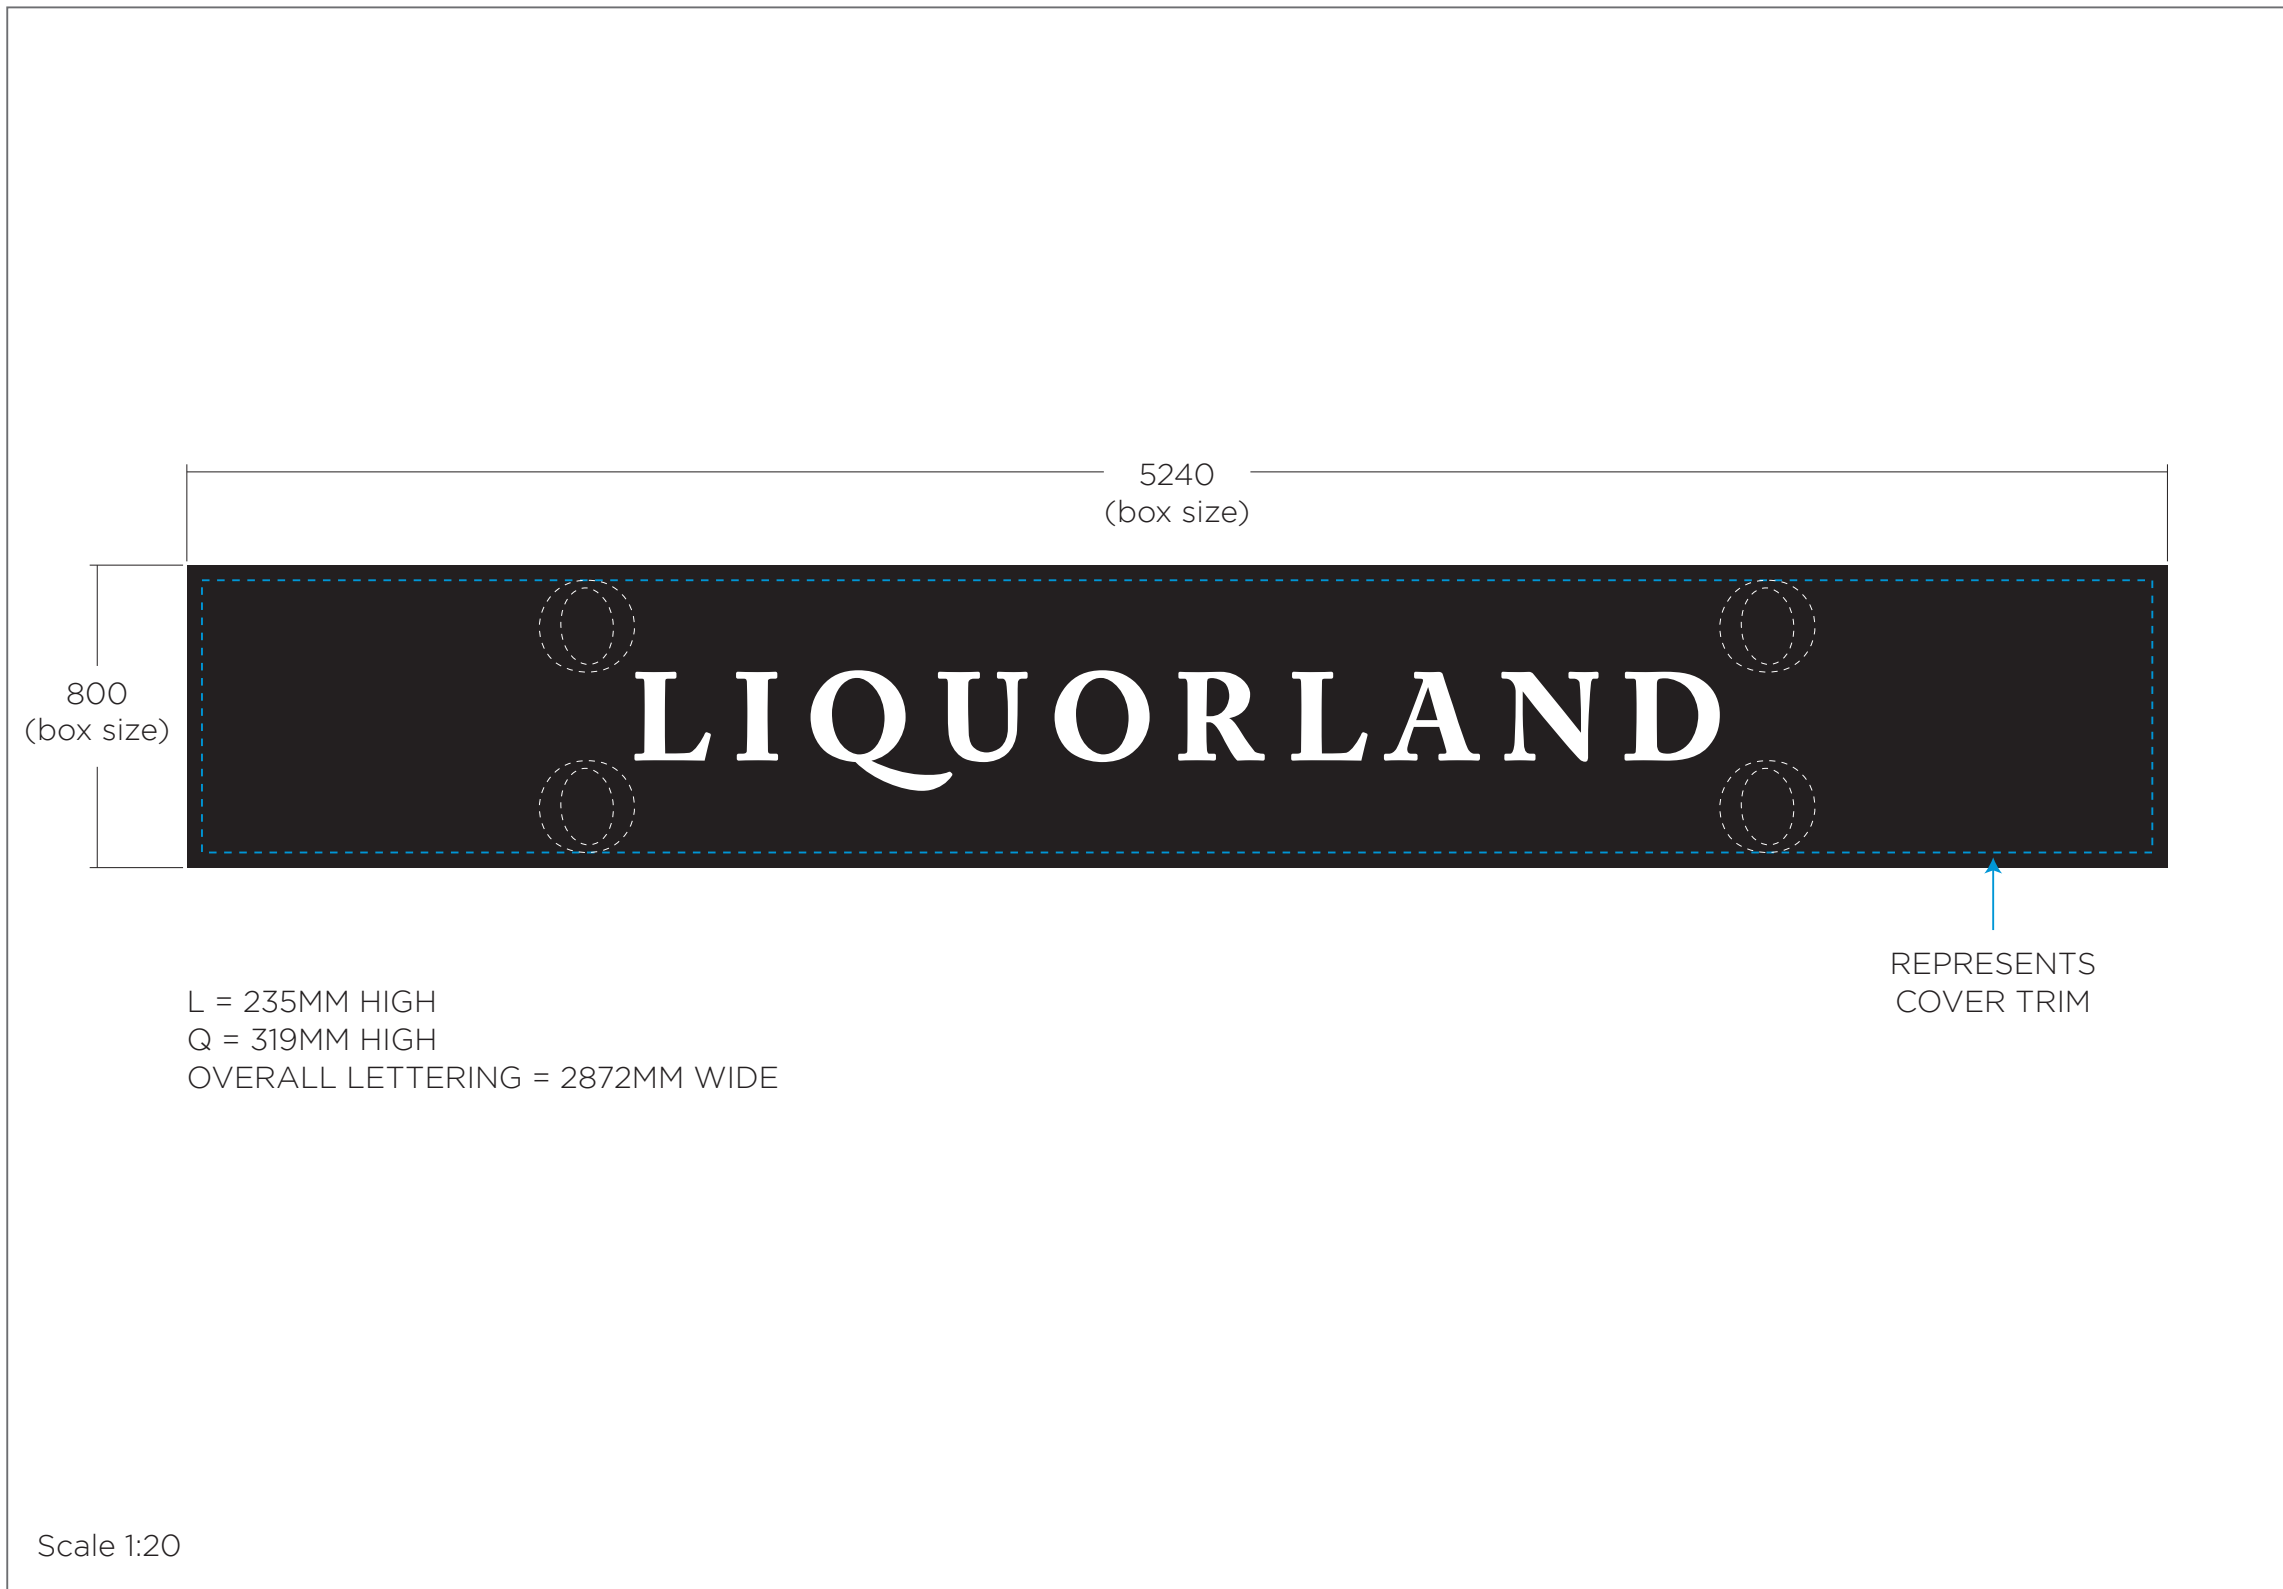 5240
(box size)
800
(box size)
LIQUORLAND
REPRESENTS
COVER TRIM
L = 235MM HIGH
Q = 319MM HIGH
OVERALL LETTERING = 2872MM WIDE
Scale 1:20